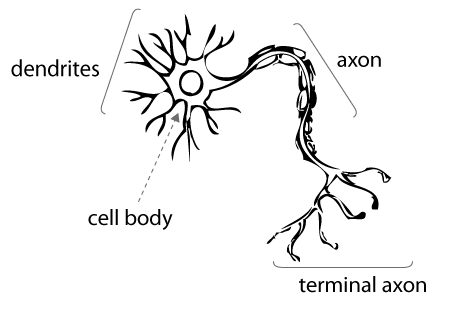 dendrites
axon
cell body
terminal axon